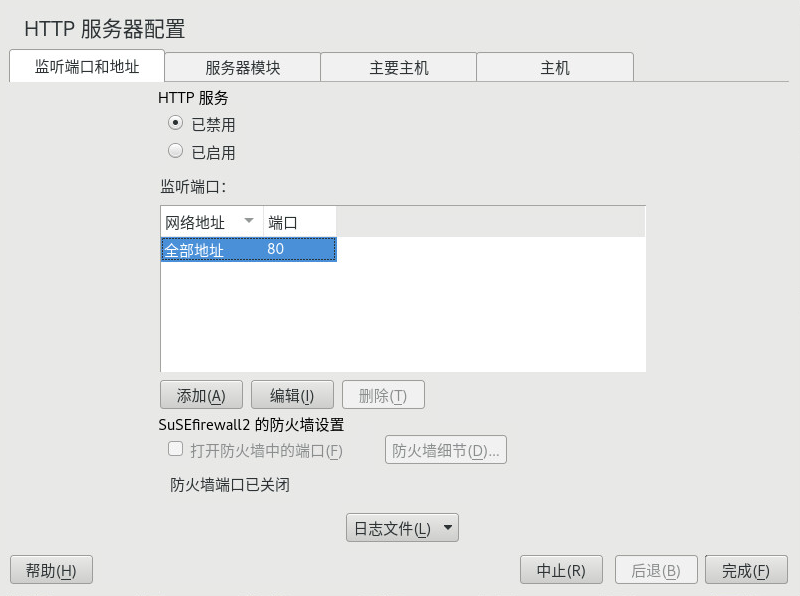 HTTP 服务器配置
监听端口和地址 服务器模块 主要主机 主机
HTTP 服务
已禁用
已启用
监听端口：
网络地址 端口
全部地址 80
添加(A) 编辑(I) 删除(T)
SuSEfirewall2 的防火墙设置
打开防火墙中的端口(F) 防火墙细节(D)...
防火墙端口已关闭
日志文件(L)
帮助(H) 中止(R) 后退(B) 完成(F)